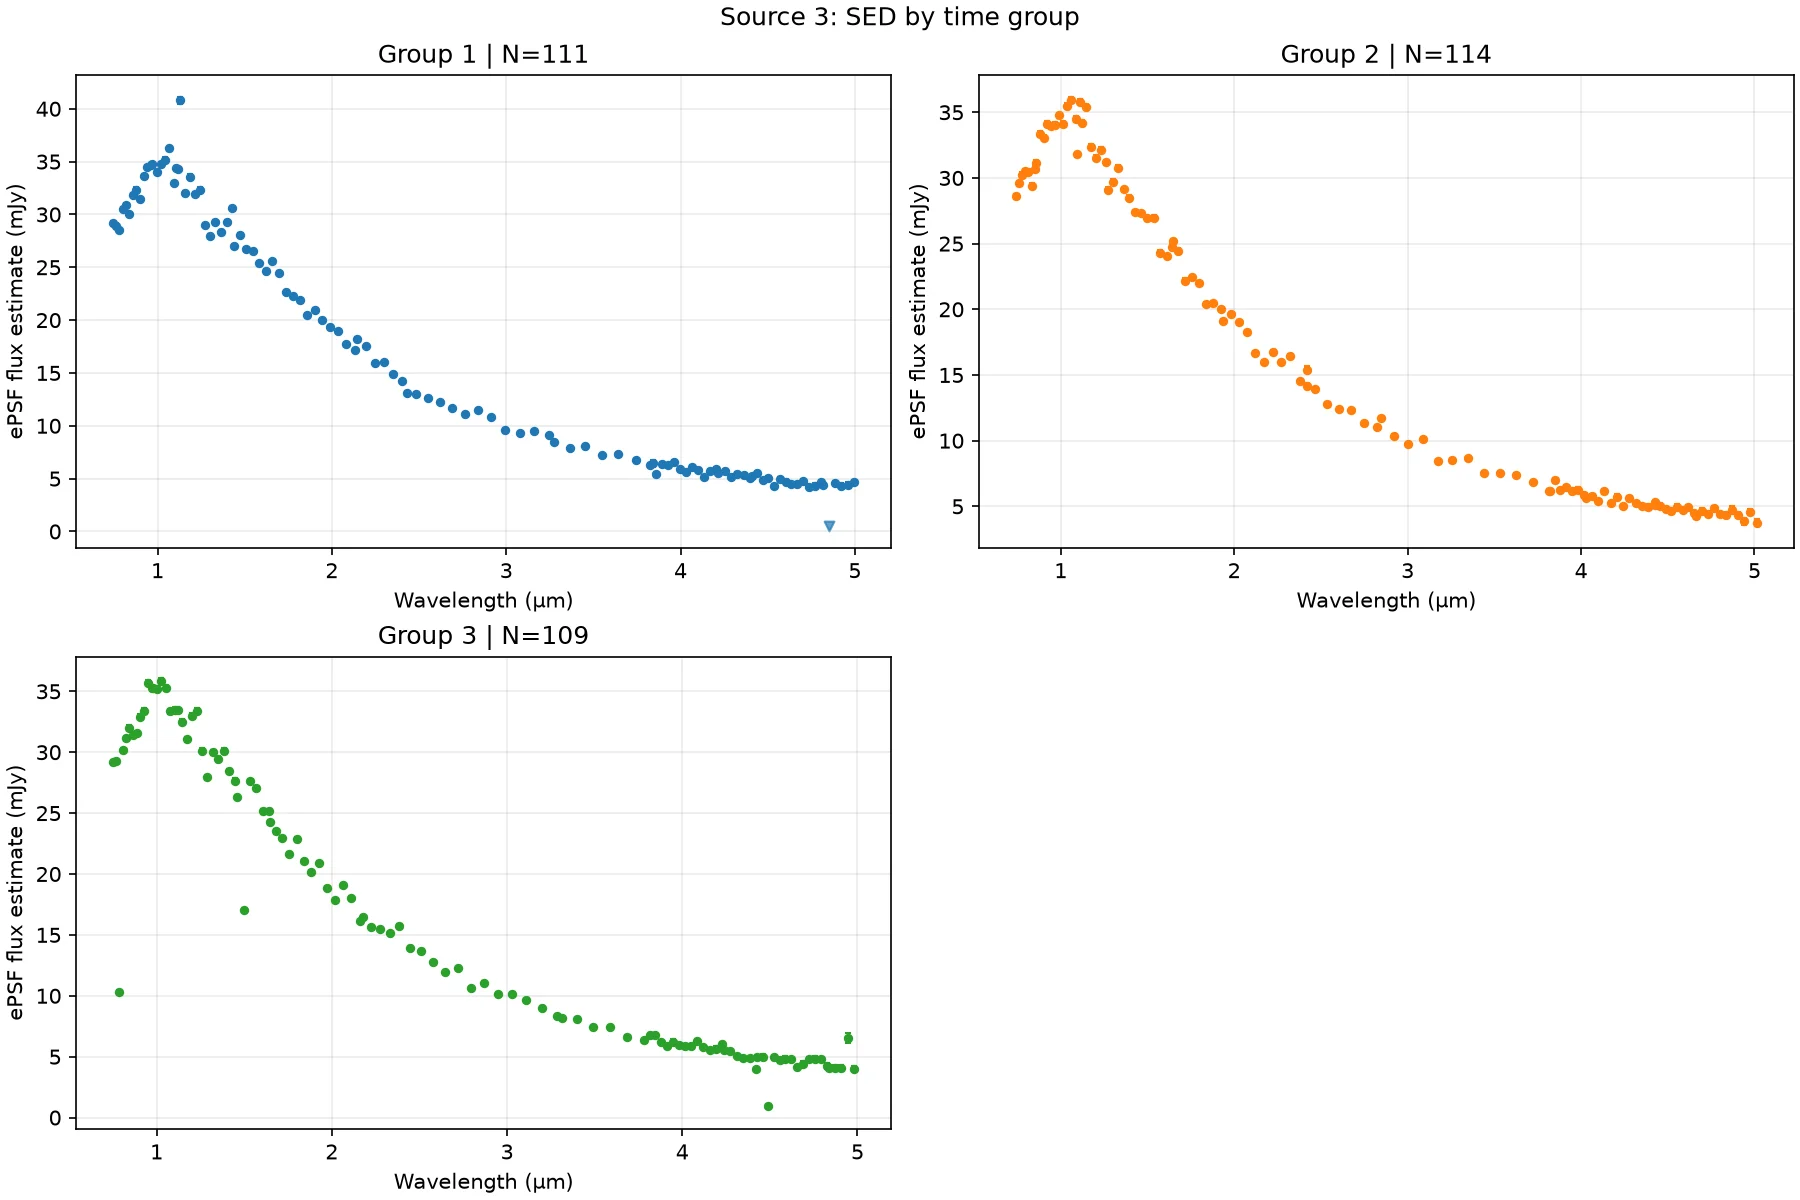 Source 3: SED by time group
Group 1 | N=111
ePSF flux estimate (mJy)
40
35
30
25
20
15
10
5
0
1 2 3 4 5
Wavelength (µm)
Group 2 | N=114
ePSF flux estimate (mJy)
35
30
25
20
15
10
5
1 2 3 4 5
Wavelength (µm)
Group 3 | N=109
ePSF flux estimate (mJy)
35
30
25
20
15
10
5
0
1 2 3 4 5
Wavelength (µm)